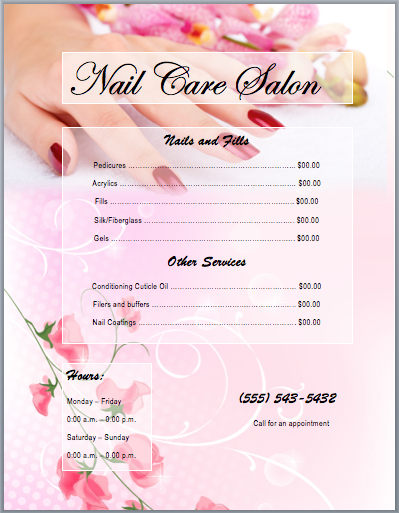 Nail Care Salon
Nails and Fills
Pedicures ........................................................................ $00.00
Acrylics ........................................................................ $00.00
Fills ........................................................................ $00.00
Silk/Fiberglass ................................................................ $00.00
Gels ........................................................................ $00.00
Other Services
Conditioning Cuticle Oil ..................................................... $00.00
Filers and buffers ............................................................. $00.00
Nail Coatings .................................................................. $00.00
Hours:
Monday – Friday
0:00 a.m. – 0:00 p.m.
Saturday – Sunday
0:00 a.m. – 0:00 p.m.
(555) 543-5432
Call for an appointment